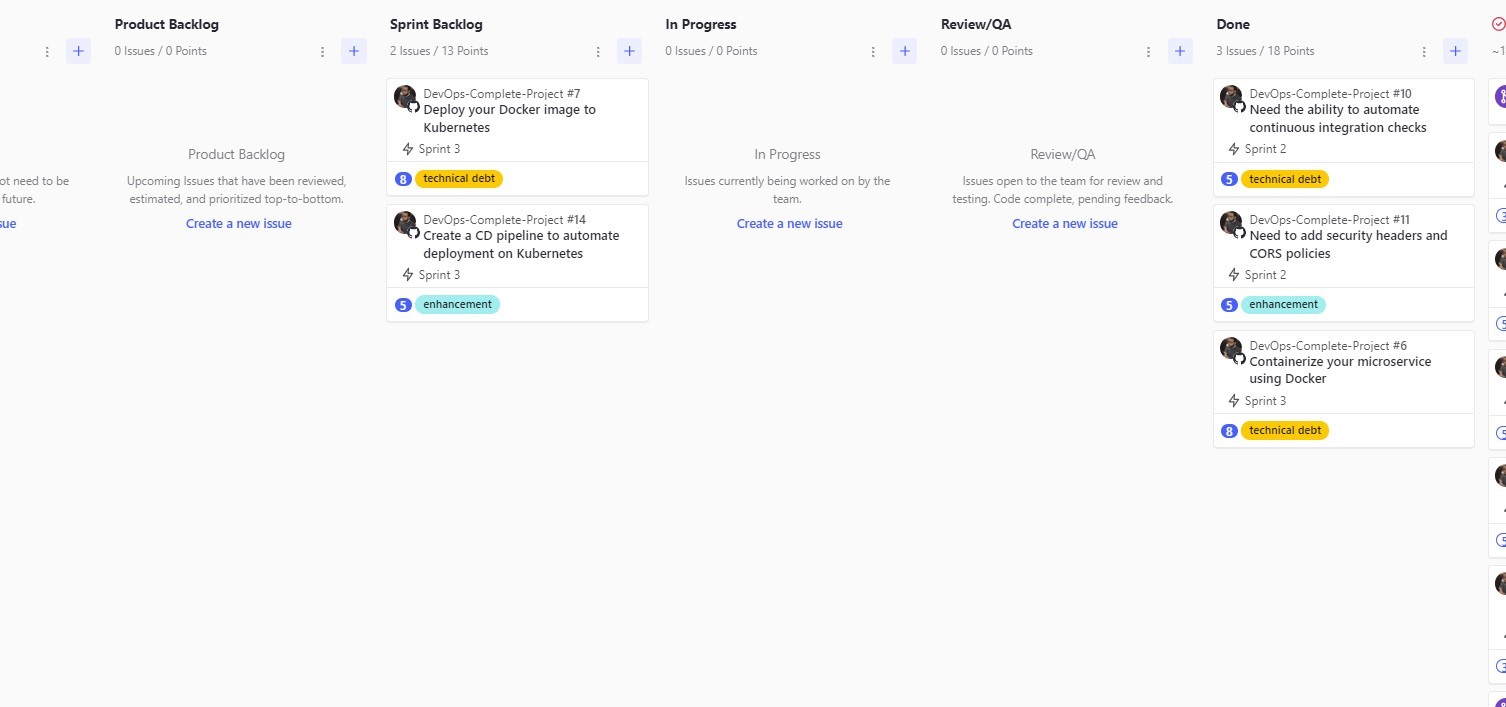 ot need to be
future.
sue
Product Backlog
0 Issues / 0 Points
Product Backlog
Upcoming Issues that have been reviewed,
estimated, and prioritized top-to-bottom.
Create a new issue
Sprint Backlog
2 Issues / 13 Points
DevOps-Complete-Project #7
Deploy your Docker image to
Kubernetes
Sprint 3
8 technical debt
DevOps-Complete-Project #14
Create a CD pipeline to automate
deployment on Kubernetes
Sprint 3
5 enhancement
In Progress
0 Issues / 0 Points
In Progress
Issues currently being worked on by the
team.
Create a new issue
Review/QA
0 Issues / 0 Points
Review/QA
Issues open to the team for review and
testing. Code complete, pending feedback.
Create a new issue
Done
3 Issues / 18 Points
DevOps-Complete-Project #10
Need the ability to automate
continuous integration checks
Sprint 2
5 technical debt
DevOps-Complete-Project #11
Need to add security headers and
CORS policies
Sprint 2
5 enhancement
DevOps-Complete-Project #6
Containerize your microservice
using Docker
Sprint 3
8 technical debt
~1